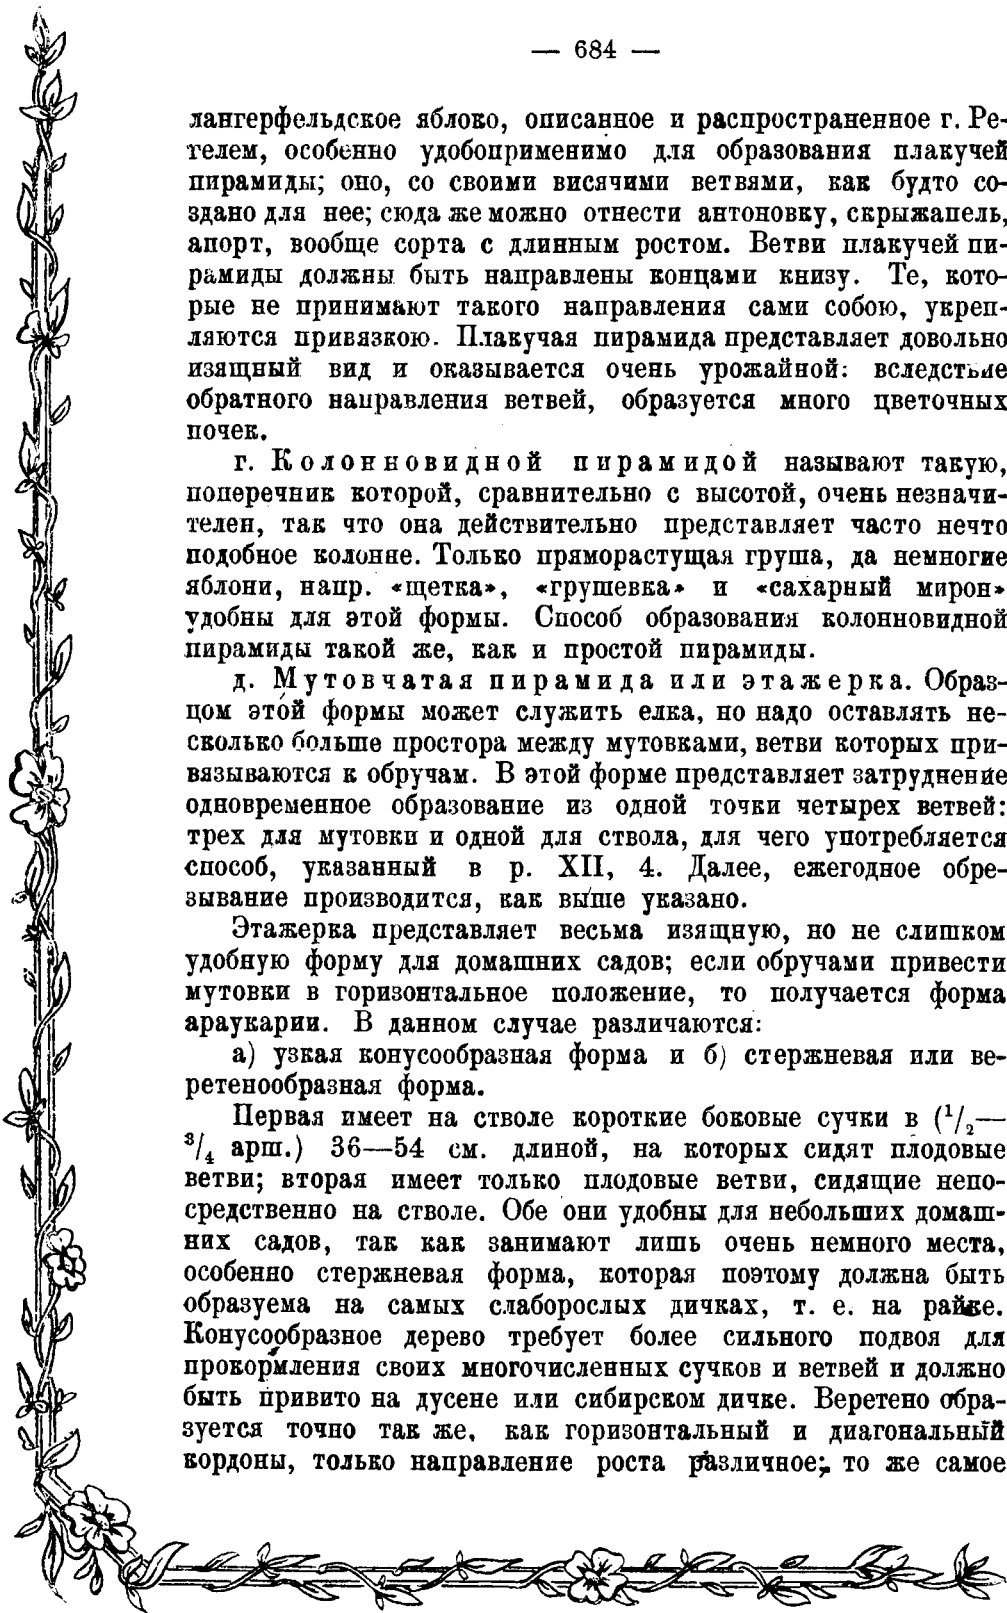 — 684 —
лангерфельдское яблоко, описанное и распространенное г. Ре-
телем, особенно удобоприменимо для образования плакучей
пирамиды; оно, со своими висячими ветвями, как будто со-
здано для нее; сюда же можно отнести антоновку, скрыжапель,
апорт, вообще сорта с длинным ростом. Ветви плакучей пи-
рамиды должны быть направлены концами книзу. Те, кото-
рые не принимают такого направления сами собою, укреп-
ляются привязкою. Плакучая пирамида представляет довольно
изящный вид и оказывается очень урожайной: вследствие
обратного направления ветвей, образуется много цветочных
почек.
г. Колонновидной пирамидой называют такую,
поперечник которой, сравнительно с высотой, очень незначи-
телен, так что она действительно представляет часто нечто
подобное колонне. Только пряморастущая груша, да немногие
яблони, напр. «щетка», «грушевка» и «сахарный мирон»
удобны для этой формы. Способ образования колонновидной
пирамиды такой же, как и простой пирамиды.
д. Мутовчатая пирамида или этажерка. Образ-
цом этой формы может служить елка, но надо оставлять не-
сколько больше простора между мутовками, ветви которых при-
вязываются к обручам. В этой форме представляет затруднение
одновременное образование из одной точки четырех ветвей:
трех для мутовки и одной для ствола, для чего употребляется
способ, указанный в р. XII, 4. Далее, ежегодное обре-
зывание производится, как выше указано.
Этажерка представляет весьма изящную, но не слишком
удобную форму для домашних садов; если обручами привести
мутовки в горизонтальное положение, то получается форма
араукарии. В данном случае различаются:
а) узкая конусообразная форма и б) стержневая или ве-
ретенообразная форма.
Первая имеет на стволе короткие боковые сучки в (1/2—
3/4 арш.) 36—54 см. длиной, на которых сидят плодовые
ветви; вторая имеет только плодовые ветви, сидящие непо-
средственно на стволе. Обе они удобны для небольших домаш-
них садов, так как занимают лишь очень немного места,
особенно стержневая форма, которая поэтому должна быть
образуема на самых слаборослых дичках, т. е. на райке.
Конусообразное дерево требует более сильного подвоя для
прокормления своих многочисленных сучков и ветвей и должно
быть привито на дусене или сибирском дичке. Веретено обра-
зуется точно так же, как горизонтальный и диагональный
кордоны, только направление роста различное; то же самое